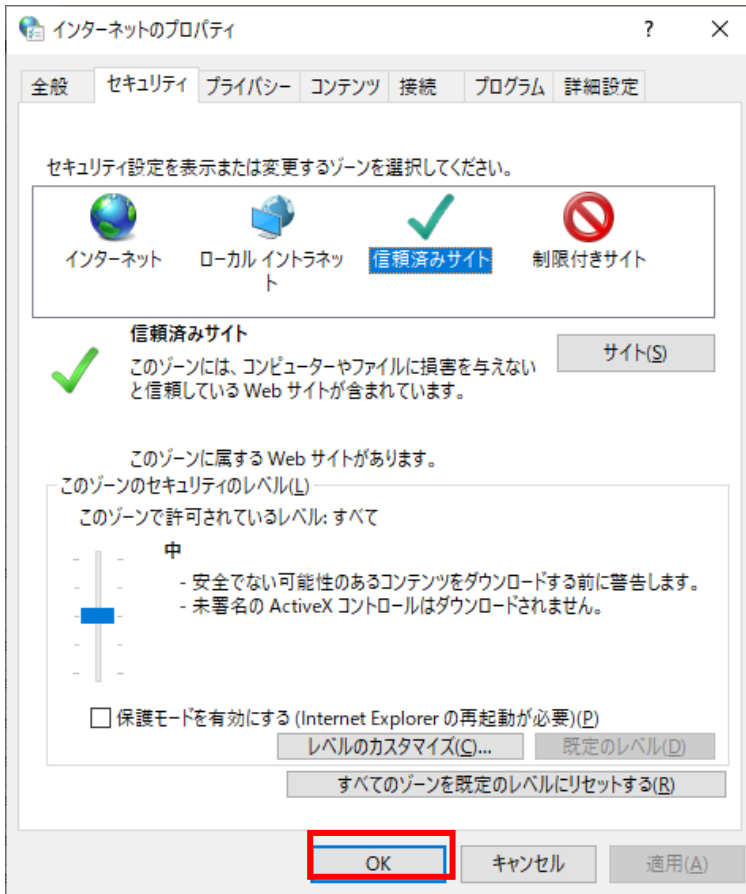 インターネットのプロパティ
?
×
全般 セキュリティ プライバシー コンテンツ 接続 プログラム 詳細設定
セキュリティ設定を表示または変更するゾーンを選択してください。
インターネット
ローカル イントラネッ
ト
信頼済みサイト
制限付きサイト
信頼済みサイト
このゾーンには、コンピューターやファイルに損害を与えない
と信頼している Web サイトが含まれています。
サイト(S)
このゾーンに属する Web サイトがあります。
このゾーンのセキュリティのレベル(L)
このゾーンで許可されているレベル: すべて
中
- 安全でない可能性のあるコンテンツをダウンロードする前に警告します。
- 未署名の ActiveX コントロールはダウンロードされません。
保護モードを有効にする (Internet Explorer の再起動が必要)(P)
レベルのカスタマイズ(C)... 既定のレベル(D)
すべてのゾーンを既定のレベルにリセットする(R)
OK キャンセル 適用(A)